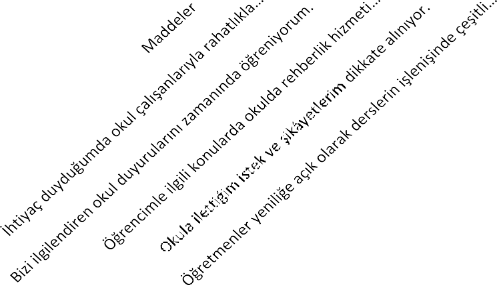 Maddeler
İhtiyaç duyduğumda okul çalışanlarıyla rahatlıkla...
Bizi ilgilendiren okul duyurularını zamanında öğreniyorum.
Öğrencimle ilgili konularda okulda rehberlik hizmeti...
Okula ilettiğim istek ve şikayetlerim dikkate alınıyor.
Öğretmenler yeniliğe açık olarak derslerin işlenişinde çeşitli...